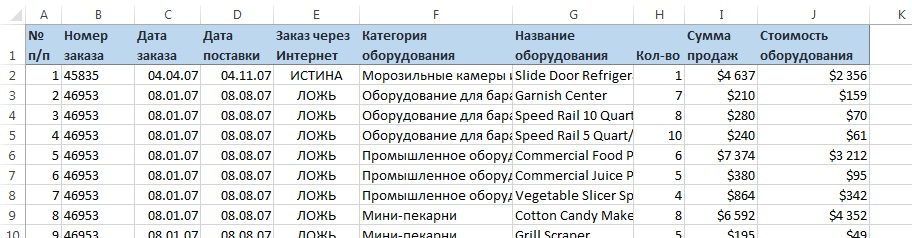 A B C D E F G H I J K
№ Номер Дата Дата Заказ через Категория Название Сумма Стоимость
1 п/п заказа заказа поставки Интернет оборудования оборудования Кол-во продаж оборудования
2 1 45835 04.04.07 04.11.07 ИСТИНА Морозильные камеры и Slide Door Refriger 1 $4 637 $2 356
3 2 46953 08.01.07 08.08.07 ЛОЖЬ Оборудование для бара Garnish Center 7 $210 $159
4 3 46953 08.01.07 08.08.07 ЛОЖЬ Оборудование для бара Speed Rail 10 Quart 8 $280 $70
5 4 46953 08.01.07 08.08.07 ЛОЖЬ Оборудование для бара Speed Rail 5 Quart/ 10 $240 $61
6 5 46953 08.01.07 08.08.07 ЛОЖЬ Промышленное оборуд Commercial Food P 6 $7 374 $3 212
7 6 46953 08.01.07 08.08.07 ЛОЖЬ Промышленное оборуд Commercial Juice P 5 $380 $95
8 7 46953 08.01.07 08.08.07 ЛОЖЬ Промышленное оборуд Vegetable Slicer Sp 4 $864 $342
9 8 46953 08.01.07 08.08.07 ЛОЖЬ Мини-пекарни Cotton Candy Make 8 $6 592 $4 352
10 9 46953 08.01.07 08.08.07 ЛОЖЬ Мини-пекарни Grill Scraper 5 $195 $49